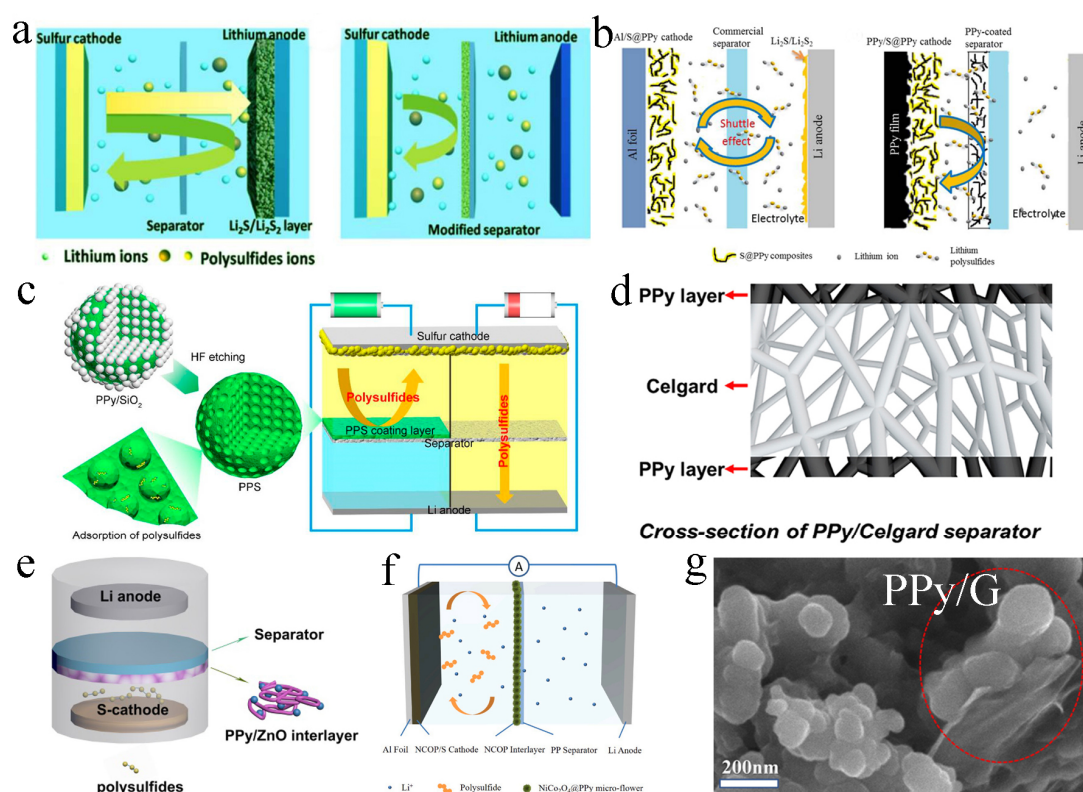 a
Sulfur cathode
Lithium anode
Separator
Li₂S/Li₂S₂ layer
Sulfur cathode
Lithium anode
Modified separator
Lithium ions
Polysulfides ions
b
Al/S@PPy cathode
Commercial
separator
Li₂S/Li₂S₂
Al foil
Shuttle
effect
Li anode
Electrolyte
PPy/S@PPy cathode
PPy-coated
separator
PPy film
Li anode
Electrolyte
S@PPy composites
Lithium ion
Lithium
polysulfides
c
PPy/SiO₂
HF etching
PPS
Adsorption of polysulfides
Sulfur cathode
Polysulfides
PPS coating layer
Separator
Polysulfides
Li anode
d
PPy layer
Celgard
PPy layer
Cross-section of PPy/Celgard separator
e
Li anode
Separator
S-cathode
PPy/ZnO interlayer
polysulfides
f
A
Al Foil
NCOP/S Cathode
NCOP Interlayer
PP Separator
Li Anode
Li⁺
Polysulfide
NiCo₂O₄@PPy micro-flower
g
PPy/G
200nm